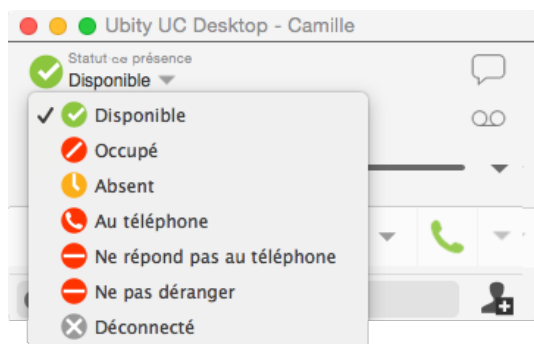 Ubity UC Desktop - Camille
Statut de présence
Disponible
Disponible
Occupé
Absent
Au téléphone
Ne répond pas au téléphone
Ne pas déranger
Déconnecté